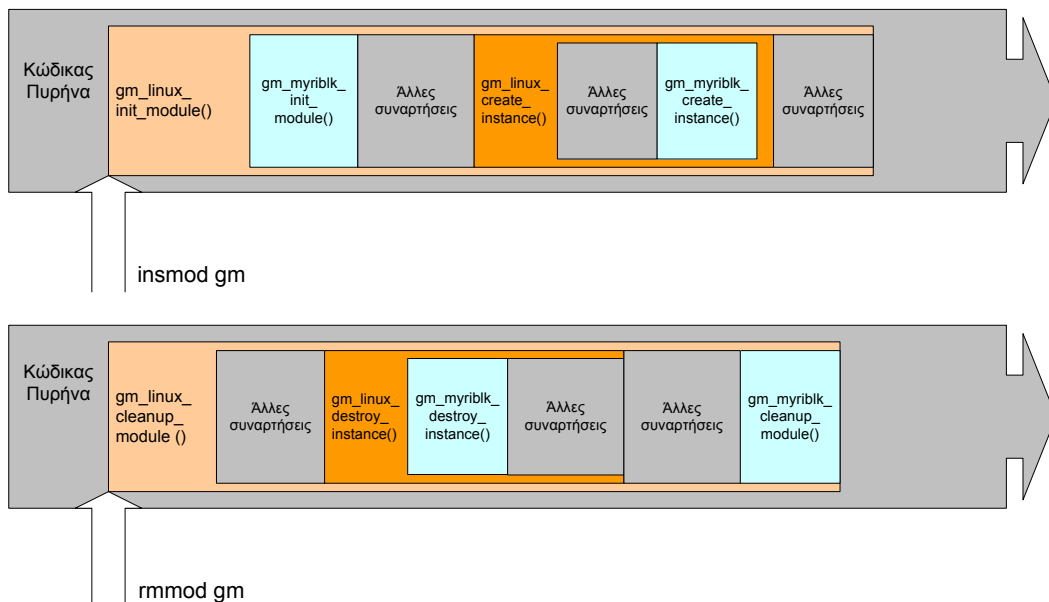 Κώδικας
Πυρήνα
gm_linux_
init_module()
gm_myriblk_
init_
module()
Άλλες
συναρτήσεις
gm_linux_
create_
instance()
Άλλες
συναρτήσεις
gm_myriblk_
create_
instance()
Άλλες
συναρτήσεις
insmod gm
Κώδικας
Πυρήνα
gm_linux_
cleanup_
module ()
Άλλες
συναρτήσεις
gm_linux_
destroy_
instance()
gm_myriblk_
destroy_
instance()
Άλλες
συναρτήσεις
Άλλες
συναρτήσεις
gm_myriblk_
cleanup_
module()
rmmod gm